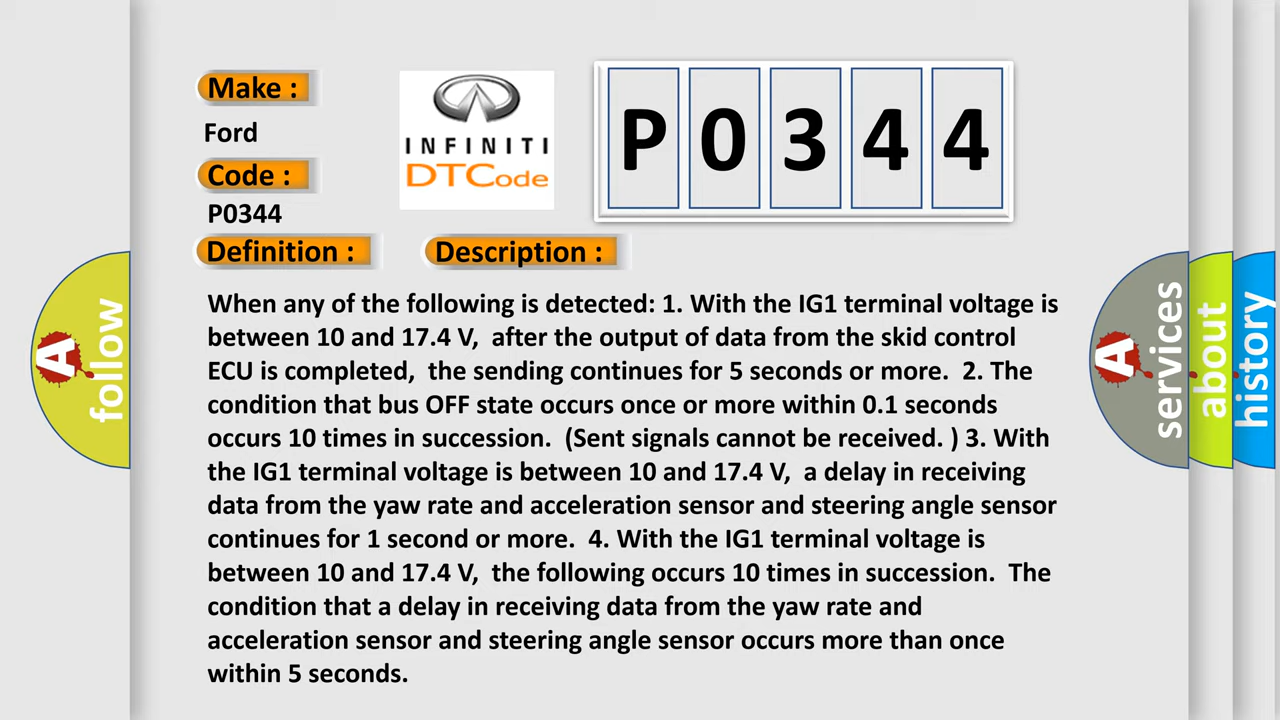 Make :
Ford
Code :
P0344
INFINITI
DTCode
P0344
Definition :
Description :
When any of the following is detected: 1. With the IG1 terminal voltage is
between 10 and 17.4 V,  after the output of data from the skid control
ECU is completed,  the sending continues for 5 seconds or more.  2. The
condition that bus OFF state occurs once or more within 0.1 seconds
occurs 10 times in succession.  (Sent signals cannot be received. ) 3. With
the IG1 terminal voltage is between 10 and 17.4 V,  a delay in receiving
data from the yaw rate and acceleration sensor and steering angle sensor
continues for 1 second or more.  4. With the IG1 terminal voltage is
between 10 and 17.4 V,  the following occurs 10 times in succession.  The
condition that a delay in receiving data from the yaw rate and
acceleration sensor and steering angle sensor occurs more than once
within 5 seconds.
A
follow
A
services
about
history